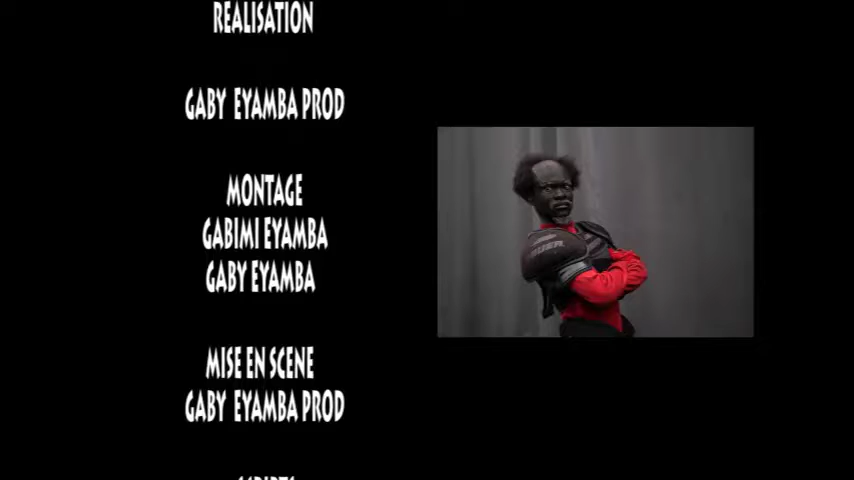 REALISATION
GABY EYAMBA PROD
MONTAGE
GABIMI EYAMBA
GABY EYAMBA
MISE EN SCENE
GABY EYAMBA PROD